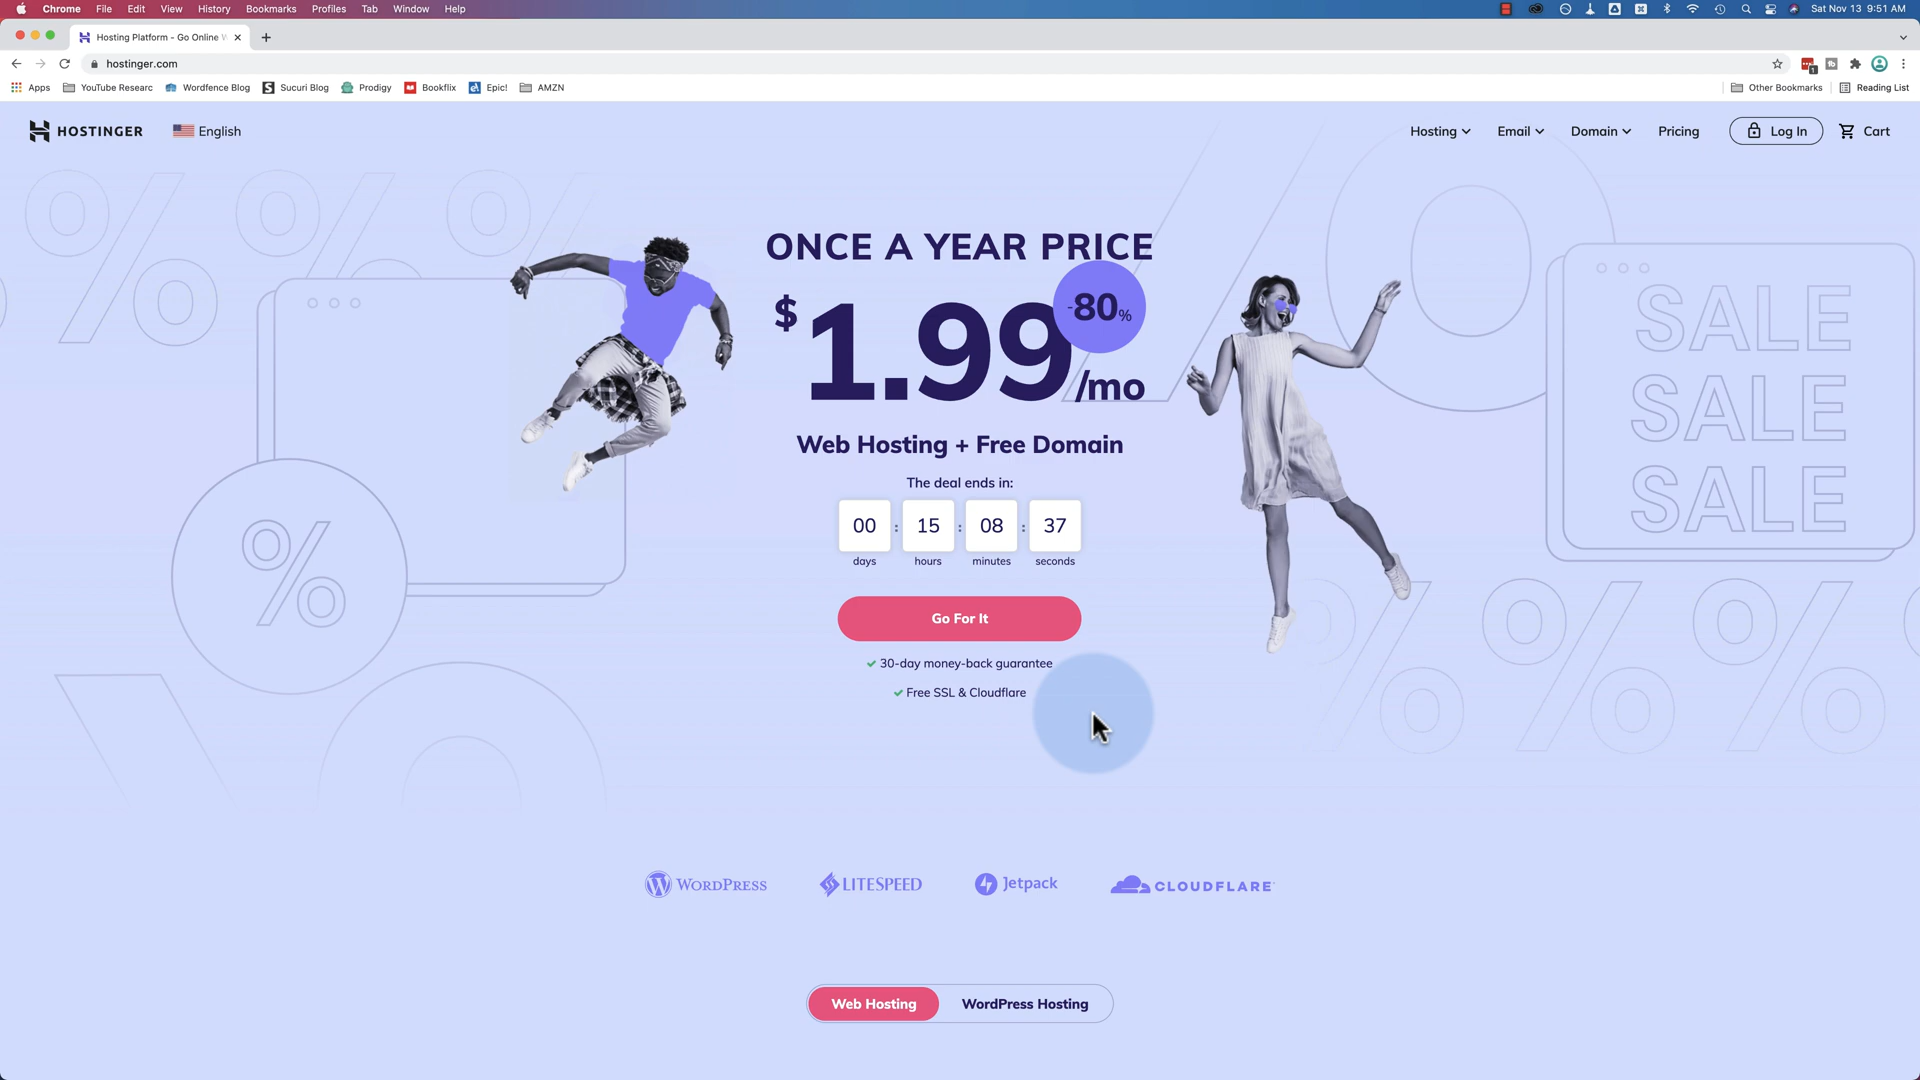 Chrome File Edit View History Bookmarks Profiles Tab Window Help
Sat Nov 13 9:51 AM
Hosting Platform - Go Online W
hostinger.com
Apps YouTube Researc Wordfence Blog Sucuri Blog Prodigy Bookflix Epic! AMZN
Other Bookmarks Reading List
HOSTINGER English
Hosting Email Domain Pricing Log In Cart
ONCE A YEAR PRICE
-80%
$1.99/mo
Web Hosting + Free Domain
The deal ends in:
00 : 15 : 08 : 37
days hours minutes seconds
Go For It
30-day money-back guarantee
Free SSL & Cloudflare
SALE
SALE
SALE
WORDPRESS LITESPEED Jetpack CLOUDFLARE
Web Hosting WordPress Hosting